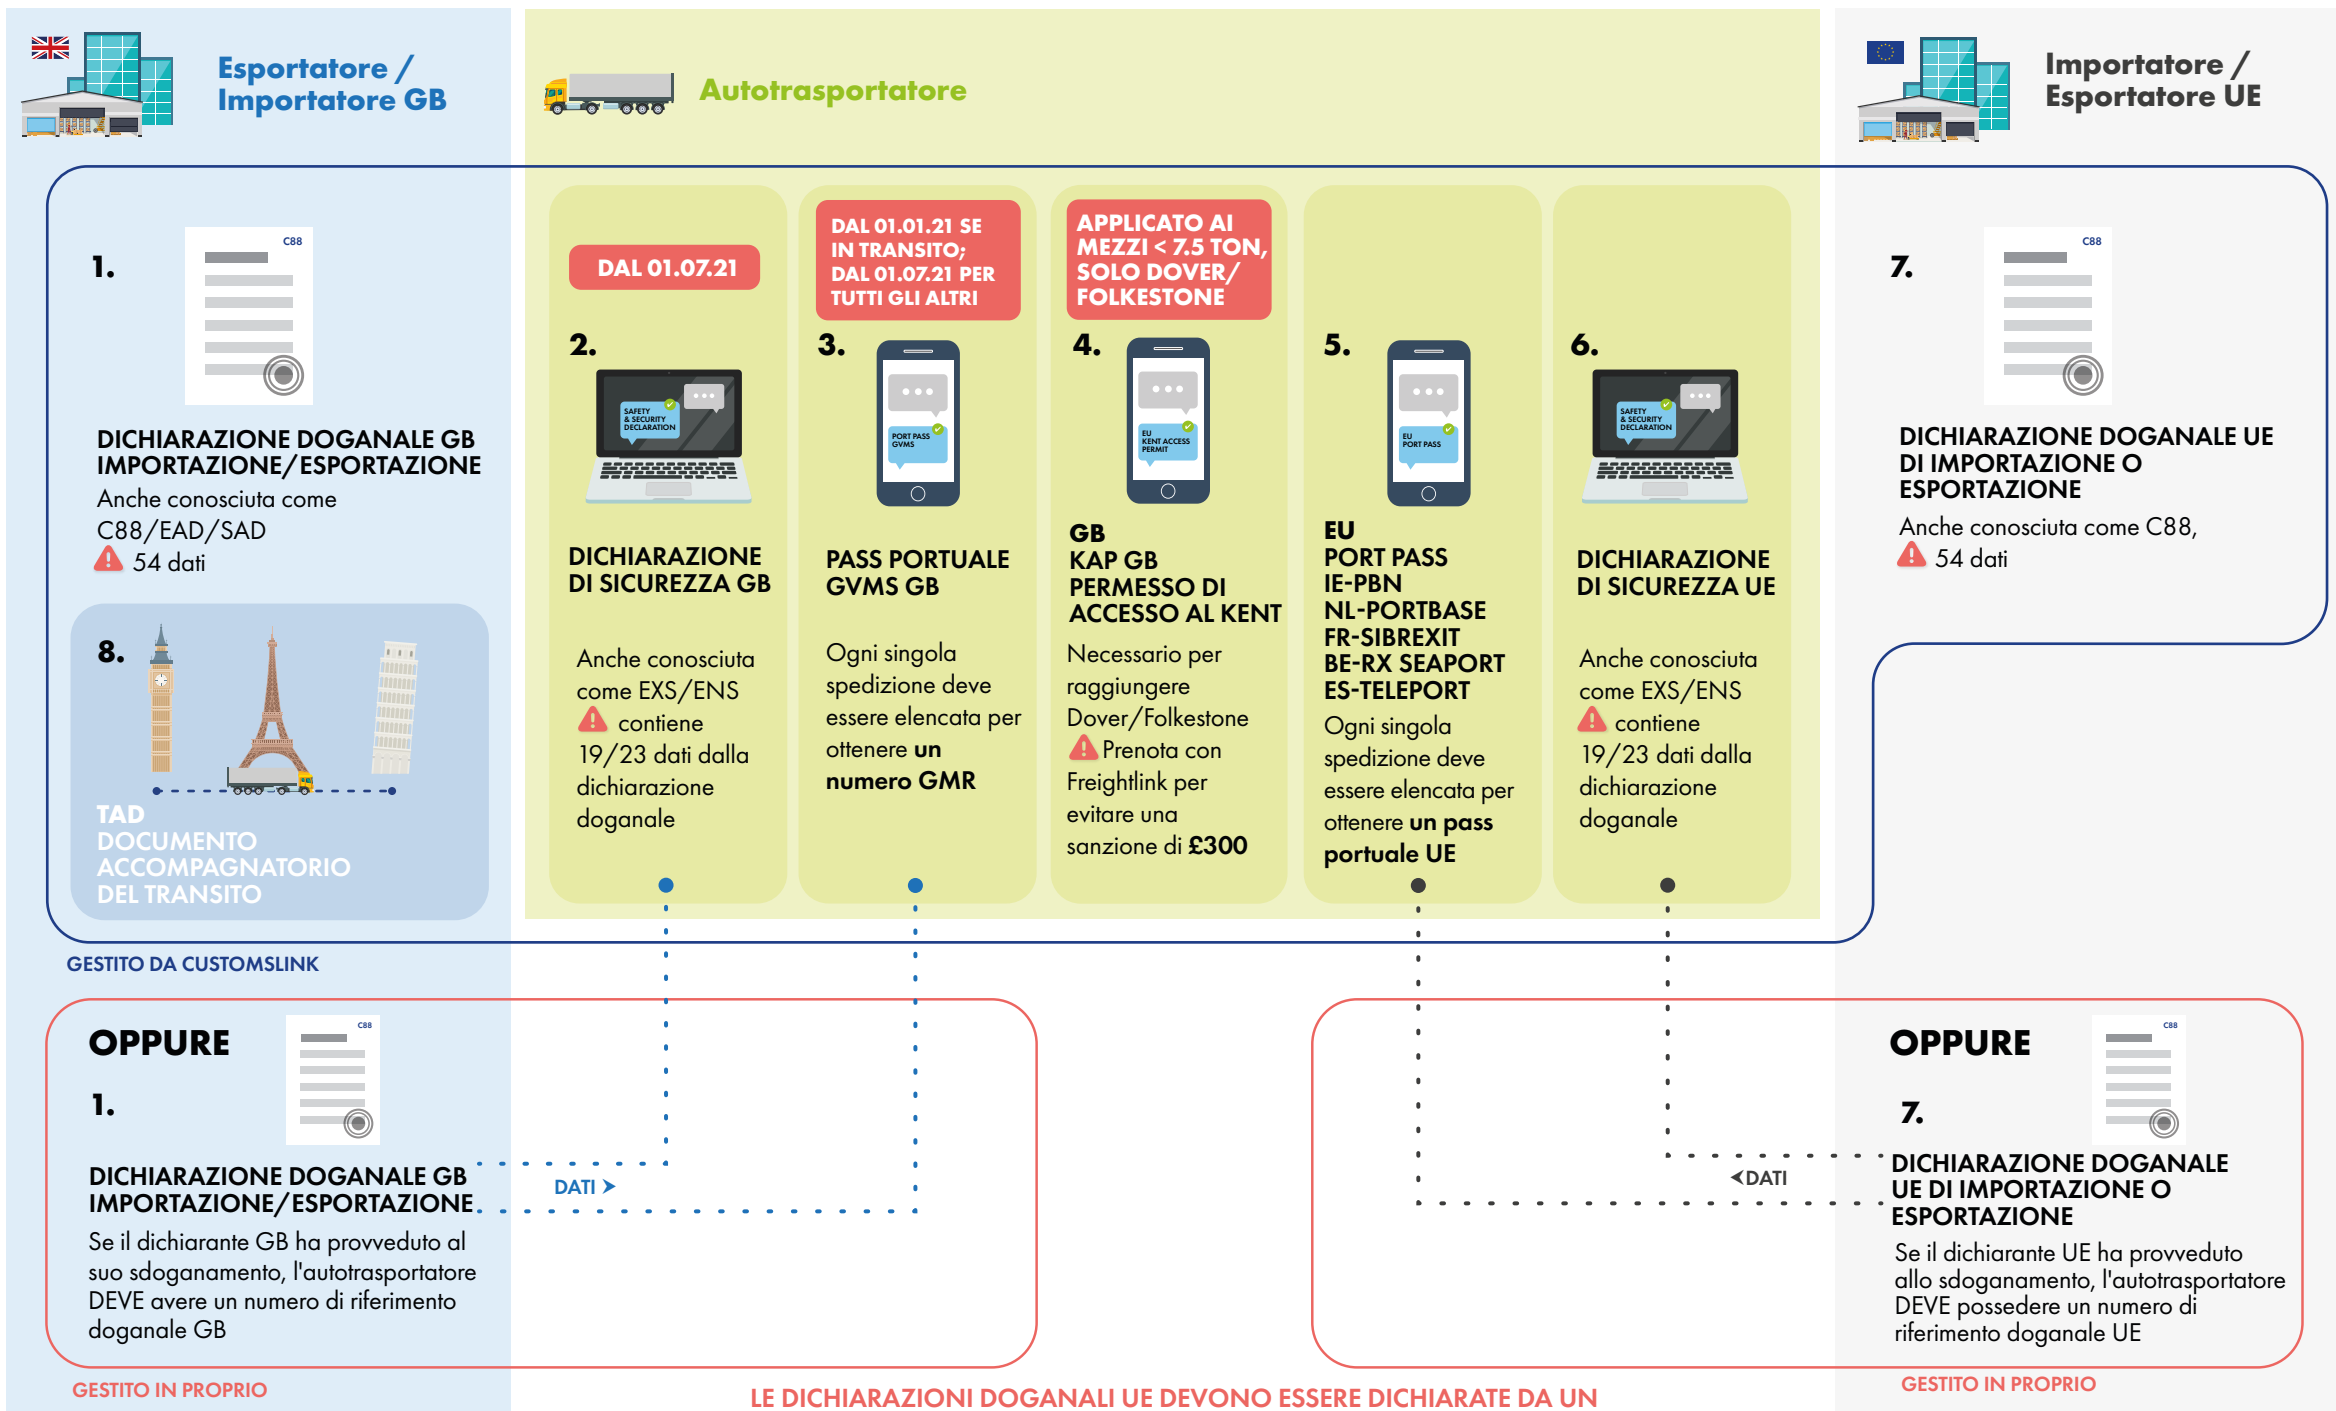 Esportatore /
Importatore GB
Autotrasportatore
Importatore /
Esportatore UE
1.
C88
DICHIARAZIONE DOGANALE GB
IMPORTAZIONE/ESPORTAZIONE
Anche conosciuta come
C88/EAD/SAD
54 dati
8.
TAD
DOCUMENTO
ACCOMPAGNATORIO
DEL TRANSITO
DAL 01.07.21
2.
SAFETY
& SECURITY
DECLARATION
DICHIARAZIONE
DI SICUREZZA GB
Anche conosciuta
come EXS/ENS
contiene
19/23 dati dalla
dichiarazione
doganale
DAL 01.01.21 SE
IN TRANSITO;
DAL 01.07.21 PER
TUTTI GLI ALTRI
3.
PORT PASS
GVMS
PASS PORTUALE
GVMS GB
Ogni singola
spedizione deve
essere elencata per
ottenere un
numero GMR
APPLICATO AI
MEZZI < 7.5 TON,
SOLO DOVER/
FOLKESTONE
4.
EU
KENT ACCESS
PERMIT
GB
KAP GB
PERMESSO DI
ACCESSO AL KENT
Necessario per
raggiungere
Dover/Folkestone
Prenota con
Freightlink per
evitare una
sanzione di £300
5.
EU
PORT PASS
EU
PORT PASS
IE-PBN
NL-PORTBASE
FR-SIBREXIT
BE-RX SEAPORT
ES-TELEPORT
Ogni singola
spedizione deve
essere elencata per
ottenere un pass
portuale UE
6.
SAFETY
& SECURITY
DECLARATION
DICHIARAZIONE
DI SICUREZZA UE
Anche conosciuta
come EXS/ENS
contiene
19/23 dati dalla
dichiarazione
doganale
7.
C88
DICHIARAZIONE DOGANALE UE
DI IMPORTAZIONE O
ESPORTAZIONE
Anche conosciuta come C88,
54 dati
GESTITO DA CUSTOMSLINK
OPPURE
C88
1.
DICHIARAZIONE DOGANALE GB
IMPORTAZIONE/ESPORTAZIONE
Se il dichiarante GB ha provveduto al
suo sdoganamento, l'autotrasportatore
DEVE avere un numero di riferimento
doganale GB
DATI
GESTITO IN PROPRIO
OPPURE
C88
7.
DATI
DICHIARAZIONE DOGANALE
UE DI IMPORTAZIONE O
ESPORTAZIONE
Se il dichiarante UE ha provveduto
allo sdoganamento, l'autotrasportatore
DEVE possedere un numero di
riferimento doganale UE
GESTITO IN PROPRIO
LE DICHIARAZIONI DOGANALI UE DEVONO ESSERE DICHIARATE DA UN